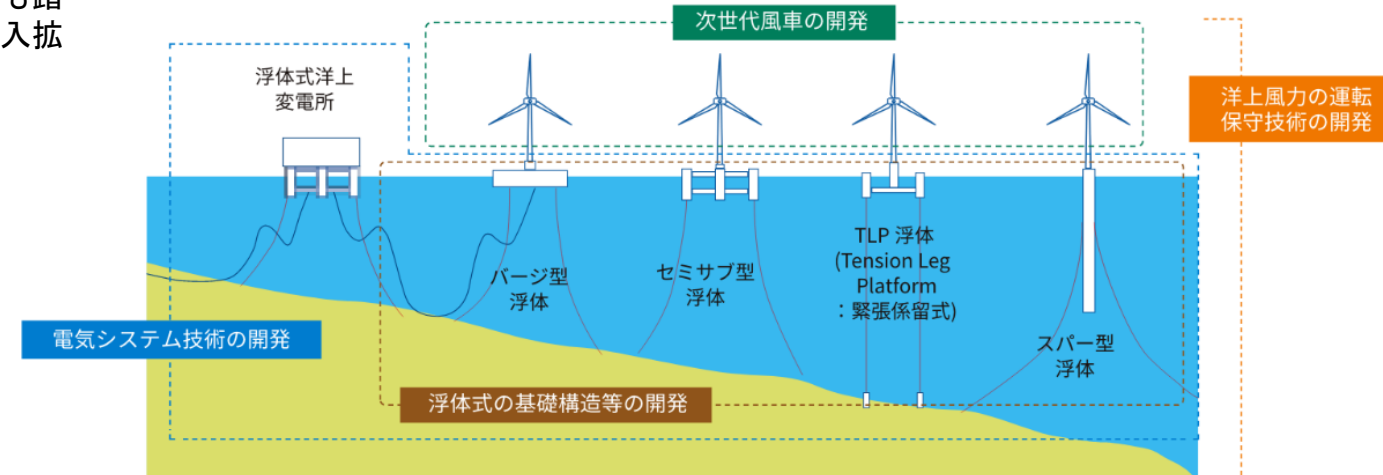 入拡
次世代風車の開発
浮体式洋上
変電所
洋上風力の運転
保守技術の開発
バージ型
浮体
セミサブ型
浮体
TLP 浮体
(Tension Leg
Platform
：緊張係留式)
スパー型
浮体
電気システム技術の開発
浮体式の基礎構造等の開発